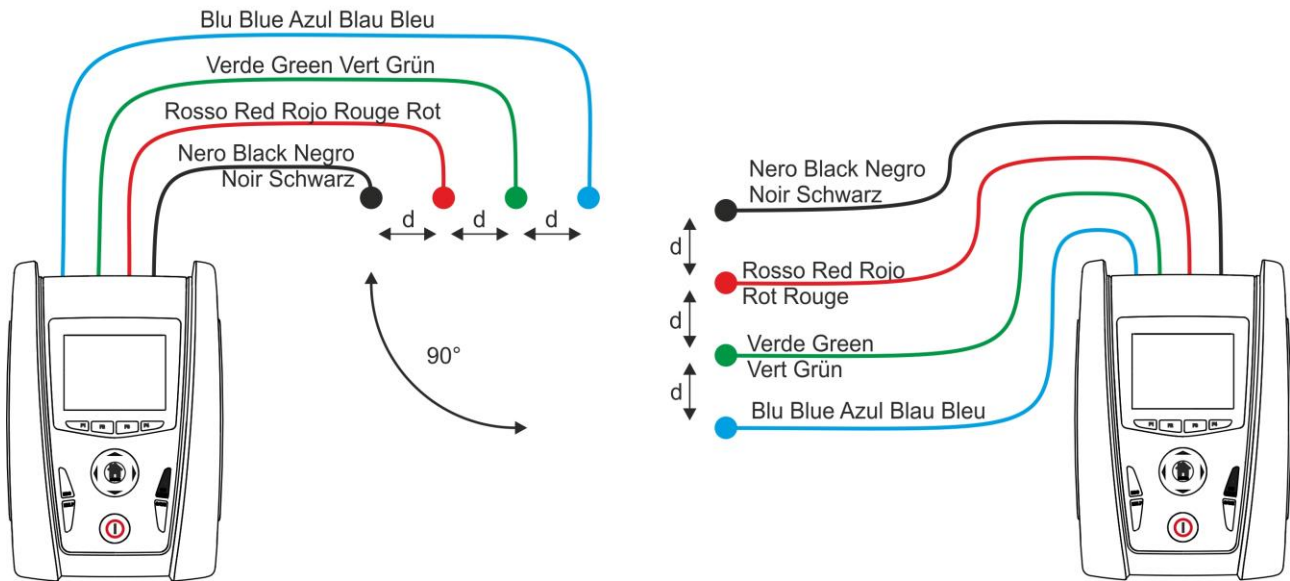 Blu Blue Azul Blau Bleu
Verde Green Vert Grün
Rosso Red Rojo Rouge Rot
Nero Black Negro
Noir Schwarz
d
d
d
90°
Nero Black Negro
Noir Schwarz
d
Rosso Red Rojo
Rot Rouge
d
Verde Green
Vert Grün
d
Blu Blue Azul Blau Bleu